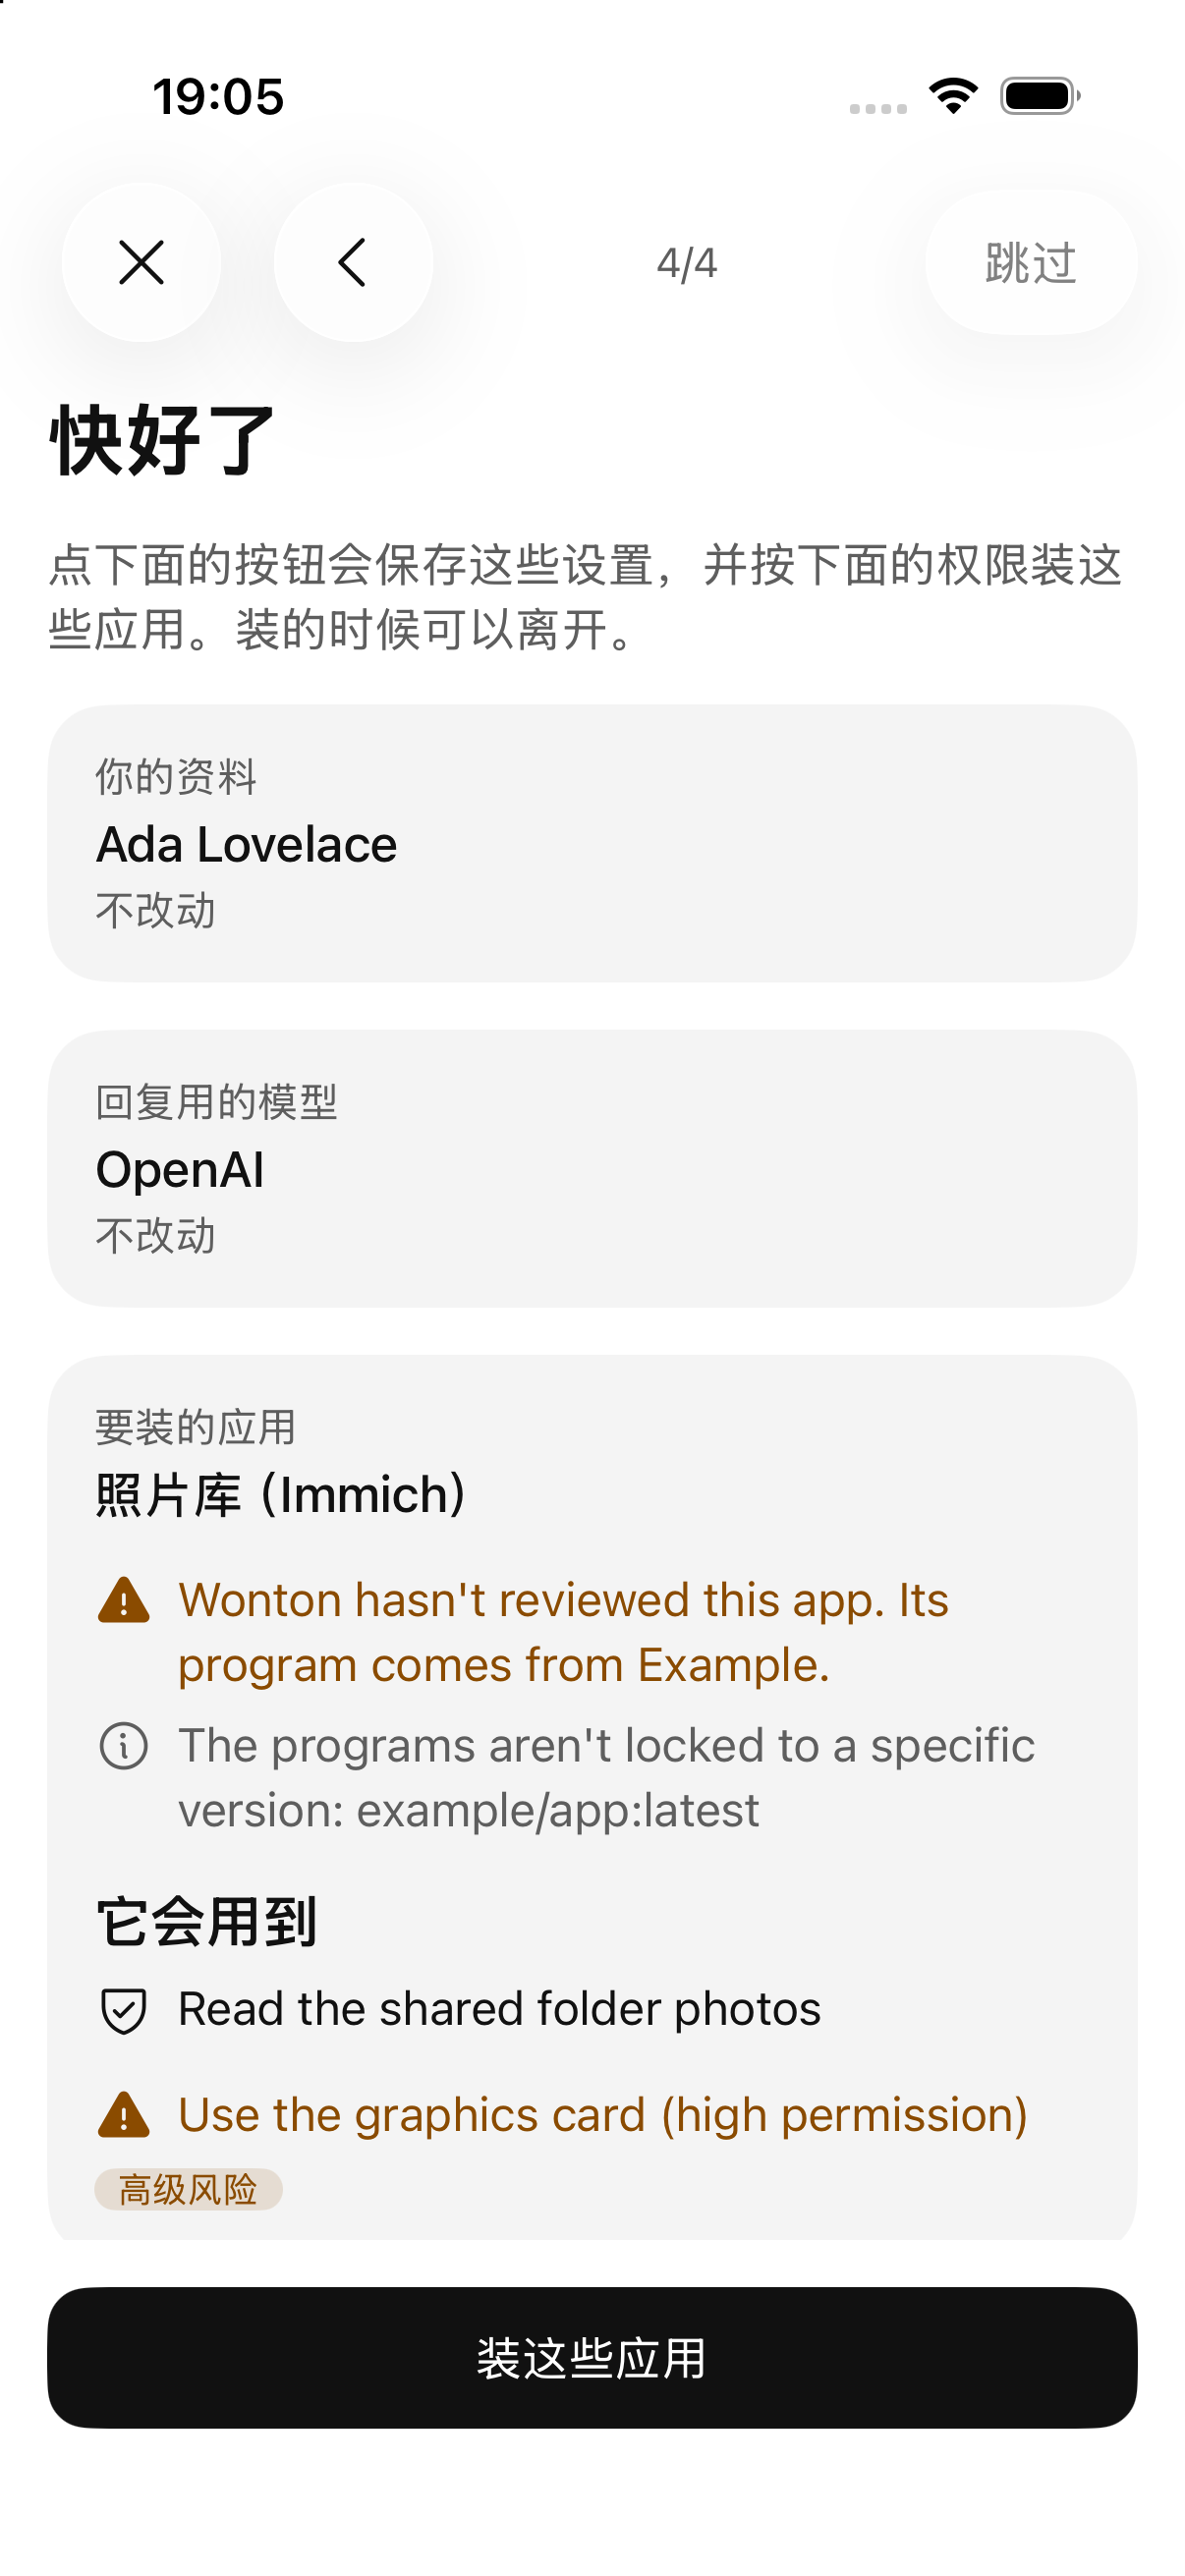 19:05
4/4
跳过
快好了
点下面的按钮会保存这些设置，并按下面的权限装这
些应用。装的时候可以离开。
你的资料
Ada Lovelace
不改动
回复用的模型
OpenAI
不改动
要装的应用
照片库（Immich）
Wonton hasn't reviewed this app. Its
program comes from Example.
The programs aren't locked to a specific
version: example/app:latest
它会用到
Read the shared folder photos
Use the graphics card (high permission)
高级风险
装这些应用